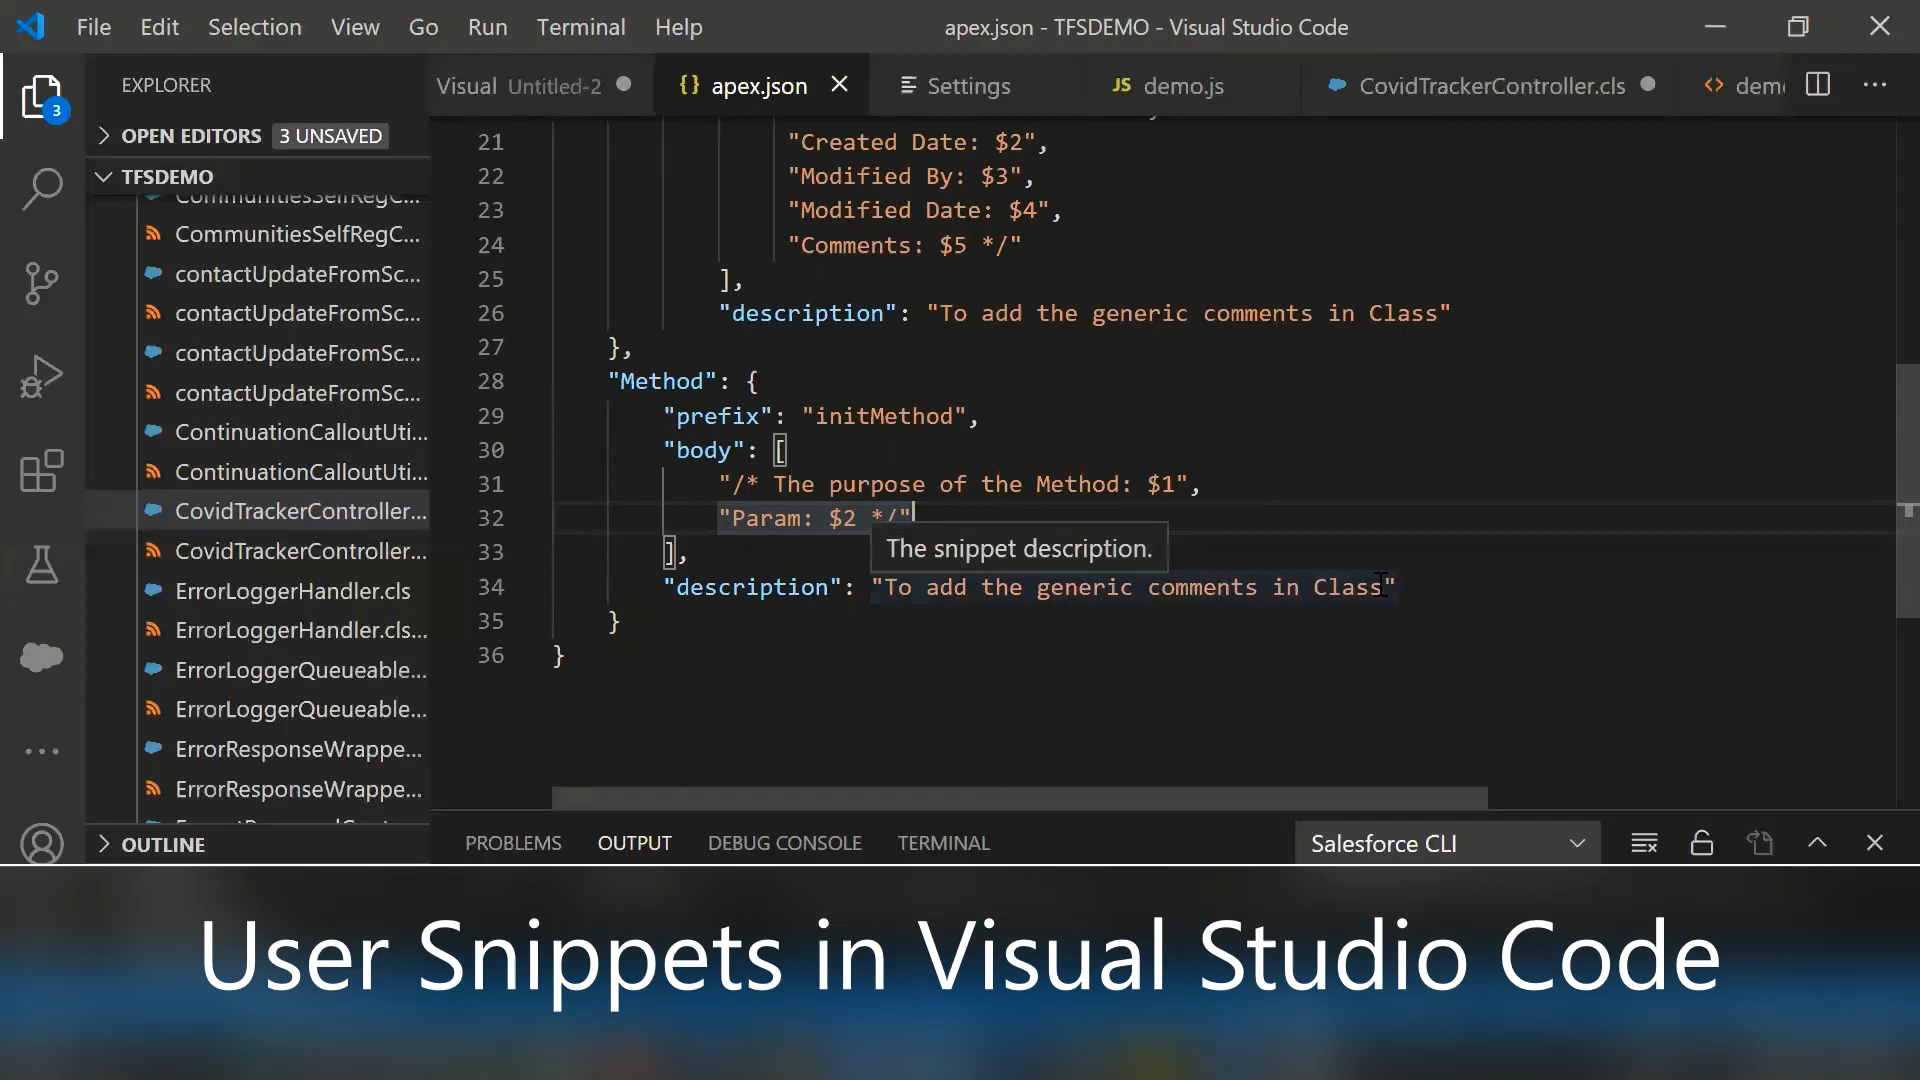 File Edit Selection View Go Run Terminal Help apex.json - TFSDEMO - Visual Studio Code
EXPLORER
Visual Untitled-2 {} apex.json Settings JS demo.js CovidTrackerController.cls <> dem
3
OPEN EDITORS 3 UNSAVED
TFSDEMO
CommunitiesSelfRegC...
CommunitiesSelfRegC...
contactUpdateFromSc...
contactUpdateFromSc...
contactUpdateFromSc...
contactUpdateFromSc...
ContinuationCalloutUti...
ContinuationCalloutUti...
CovidTrackerController...
CovidTrackerController...
ErrorLoggerHandler.cls
ErrorLoggerHandler.cls...
ErrorLoggerQueueable...
ErrorLoggerQueueable...
ErrorResponseWrappe...
ErrorResponseWrappe...
OUTLINE
21 "Created Date: $2",
22 "Modified By: $3",
23 "Modified Date: $4",
24 "Comments: $5 */"
25 ],
26 "description": "To add the generic comments in Class"
27 },
28 "Method": {
29 "prefix": "initMethod",
30 "body": [
31 "/* The purpose of the Method: $1",
32 "Param: $2 */"
33 ],
The snippet description.
34 "description": "To add the generic comments in Class"
35 }
36 }
PROBLEMS OUTPUT DEBUG CONSOLE TERMINAL Salesforce CLI
User Snippets in Visual Studio Code